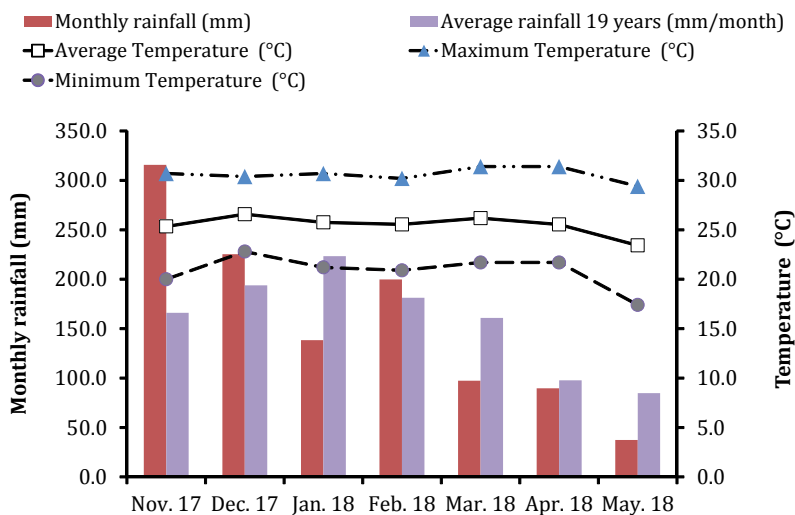 Monthly rainfall (mm)
Average rainfall 19 years (mm/month)
Average Temperature (°C)
Maximum Temperature (°C)
Minimum Temperature (°C)
350.0
300.0
250.0
200.0
150.0
100.0
50.0
0.0
Monthly rainfall (mm)
35.0
30.0
25.0
20.0
15.0
10.0
5.0
0.0
Temperature (°C)
Nov. 17 Dec. 17 Jan. 18 Feb. 18 Mar. 18 Apr. 18 May. 18